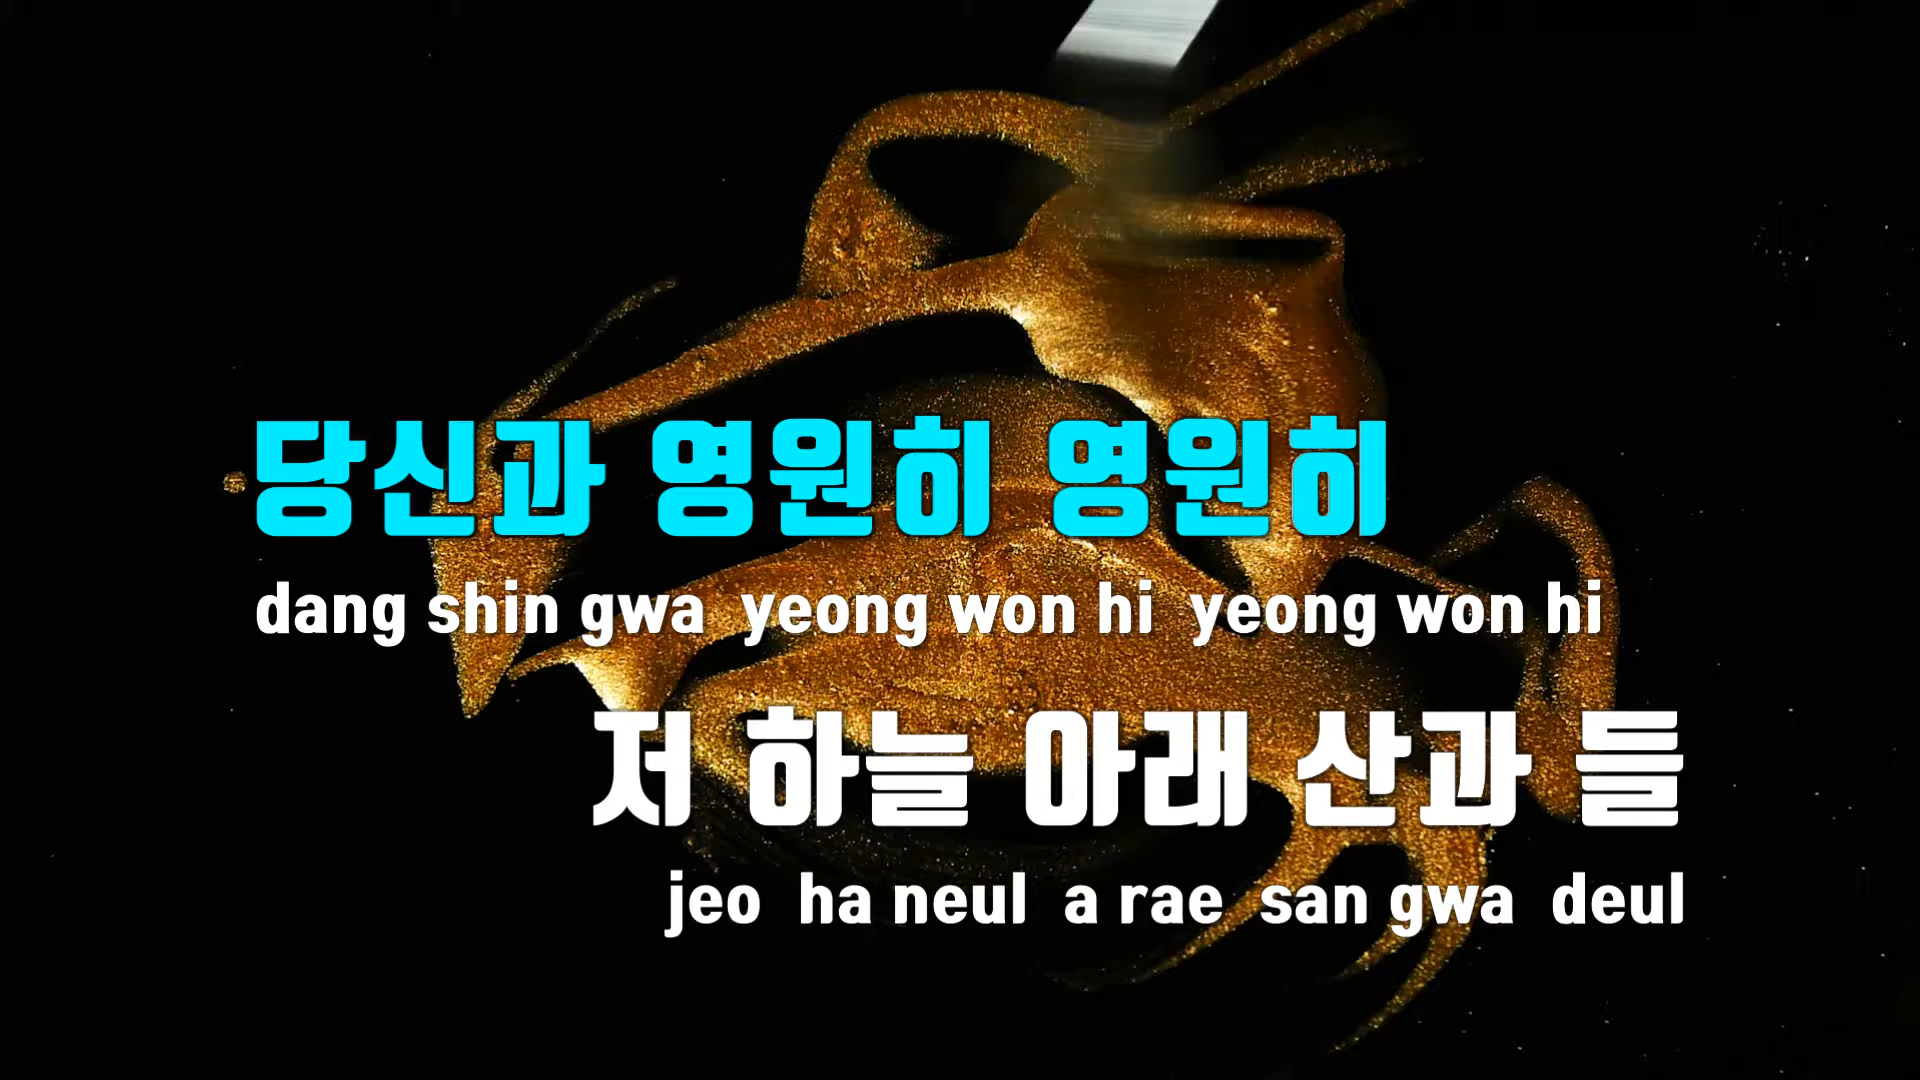 당신과 영원히 영원히
dang shin gwa yeong won hi yeong won hi
저 하늘 아래 산과 들
jeo ha neul a rae san gwa deul